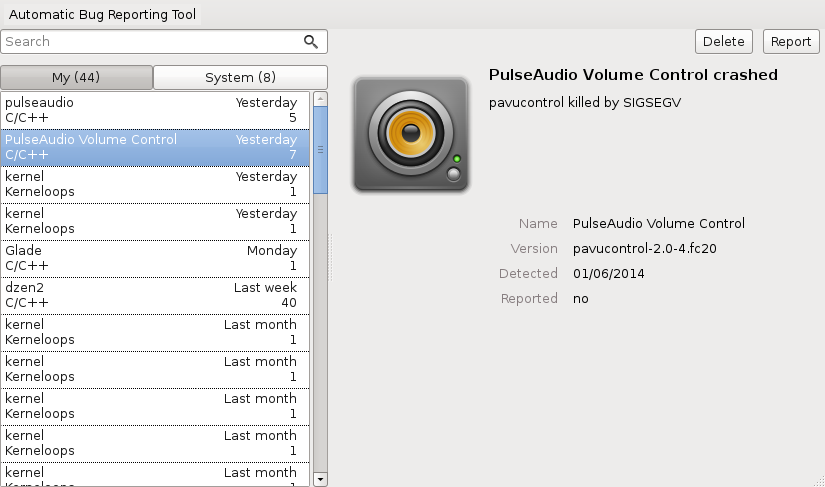 Automatic Bug Reporting Tool
Search
Delete Report
My (44) System (8)
pulseaudio Yesterday
C/C++ 5
PulseAudio Volume Control Yesterday
C/C++ 7
kernel Yesterday
Kerneloops 1
kernel Yesterday
Kerneloops 1
Glade Monday
C/C++ 1
dzen2 Last week
C/C++ 40
kernel Last month
Kerneloops 1
kernel Last month
Kerneloops 1
kernel Last month
Kerneloops 1
kernel Last month
Kerneloops 1
kernel Last month
Kerneloops 1
PulseAudio Volume Control crashed
pavucontrol killed by SIGSEGV
Name PulseAudio Volume Control
Version pavucontrol-2.0-4.fc20
Detected 01/06/2014
Reported no